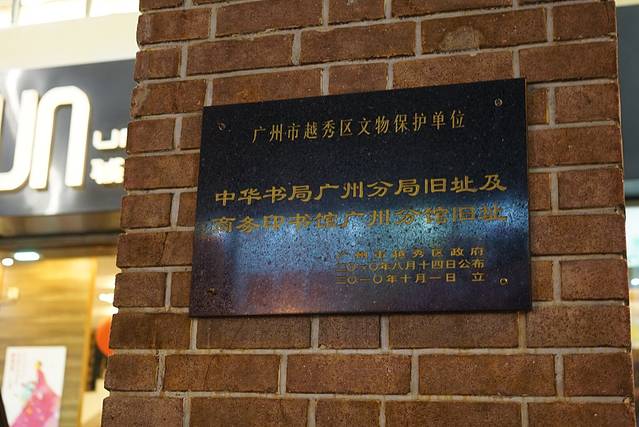 广州市越秀区文物保护单位
中华书局广州分局旧址及
商务印书馆广州分馆旧址
广州市越秀区政府
二〇一〇年八月十四日公布
二〇一〇年十月一日 立